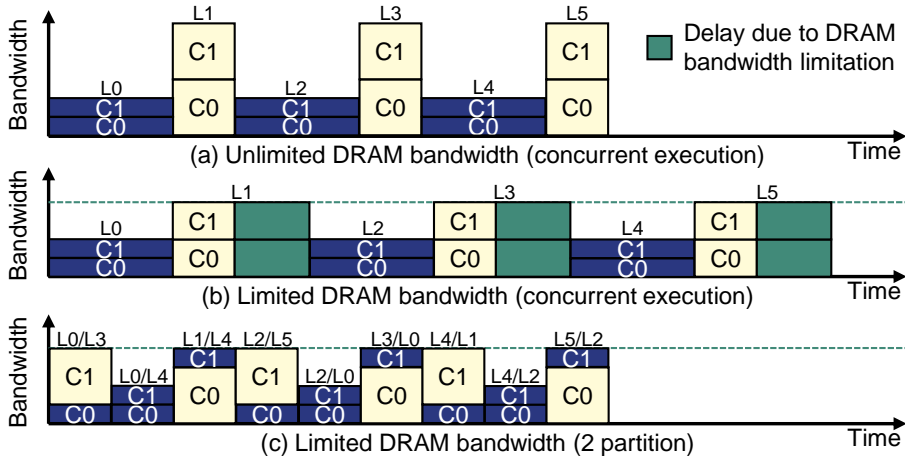 L1
L3
L5
Delay due to DRAM
bandwidth limitation
Bandwidth
L0
L2
L4
C1
C0
C1
C0
C1
C0
C1
C0
C1
C0
C1
C0
(a) Unlimited DRAM bandwidth (concurrent execution)
Time
L1
L3
L5
Bandwidth
L0
L2
L4
C1
C0
C1
C0
C1
C0
C1
C0
C1
C0
C1
C0
(b) Limited DRAM bandwidth (concurrent execution)
Time
Bandwidth
L0/L3
L0/L4
L1/L4
L2/L5
L2/L0
L3/L0
L4/L1
L4/L2
L5/L2
C1
C0
C1
C0
C1
C0
C1
C0
C1
C0
C1
C0
C1
C0
C1
C0
C1
C0
(c) Limited DRAM bandwidth (2 partition)
Time